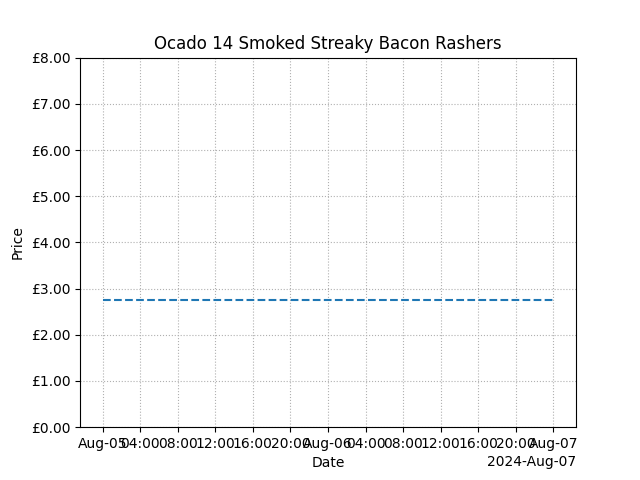 Ocado 14 Smoked Streaky Bacon Rashers
£8.00
£7.00
£6.00
£5.00
£4.00
£3.00
£2.00
£1.00
£0.00
Price
Aug-05 04:00 08:00 12:00 16:00 20:00 Aug-06 04:00 08:00 12:00 16:00 20:00 Aug-07
Date
2024-Aug-07